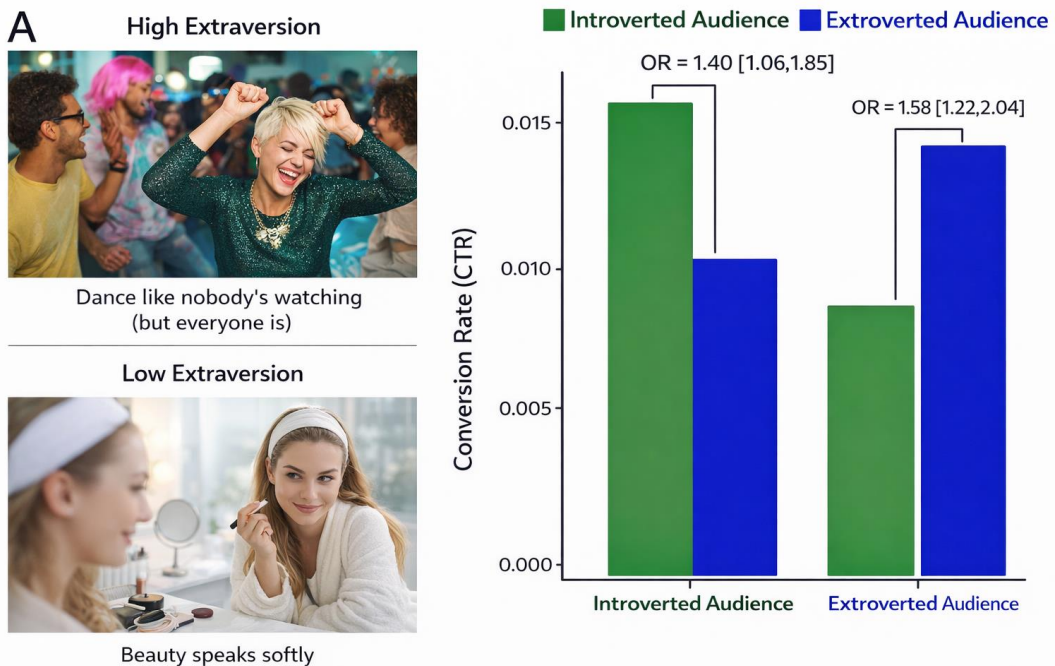 A
High Extraversion
Dance like nobody's watching
(but everyone is)
Low Extraversion
Beauty speaks softly
Introverted Audience Extroverted Audience
OR = 1.40 [1.06,1.85]
OR = 1.58 [1.22,2.04]
Conversion Rate (CTR)
0.015
0.010
0.005
0.000
Introverted Audience Extroverted Audience